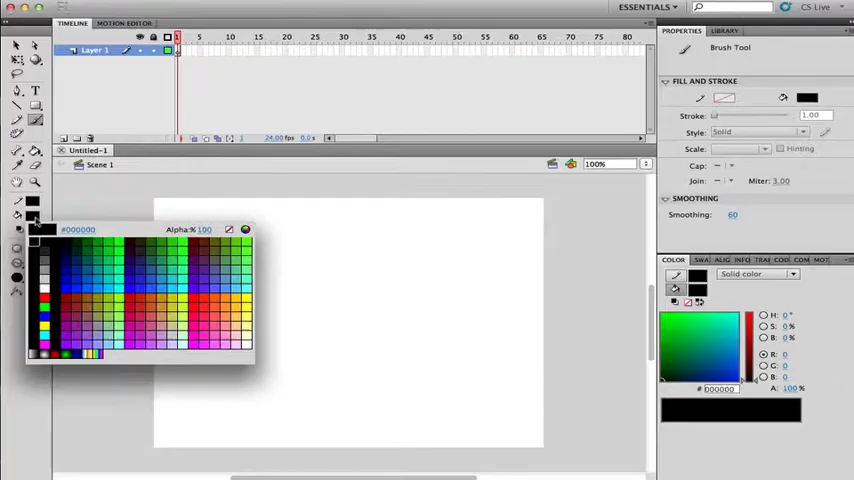 ESSENTIALS
CS Live
TIMELINE
MOTION EDITOR
1 5 10 15 20 25 30 35 40 45 50 55 60 65 70 75 80
Layer 1
1 24.00 fps 0.0 s
Untitled-1
Scene 1
100%
#000000
Alpha:% 100
PROPERTIES
LIBRARY
Brush Tool
FILL AND STROKE
Stroke:
1.00
Style: Solid
Scale:
Hinting
Cap:
Join:
Miter: 3.00
SMOOTHING
Smoothing: 60
COLOR SWA ALIG INFO TRAI COD COM MOT
Solid color
H: 0 °
S: 0 %
B: 0 %
R: 0
G: 0
B: 0
# 000000
A: 100 %